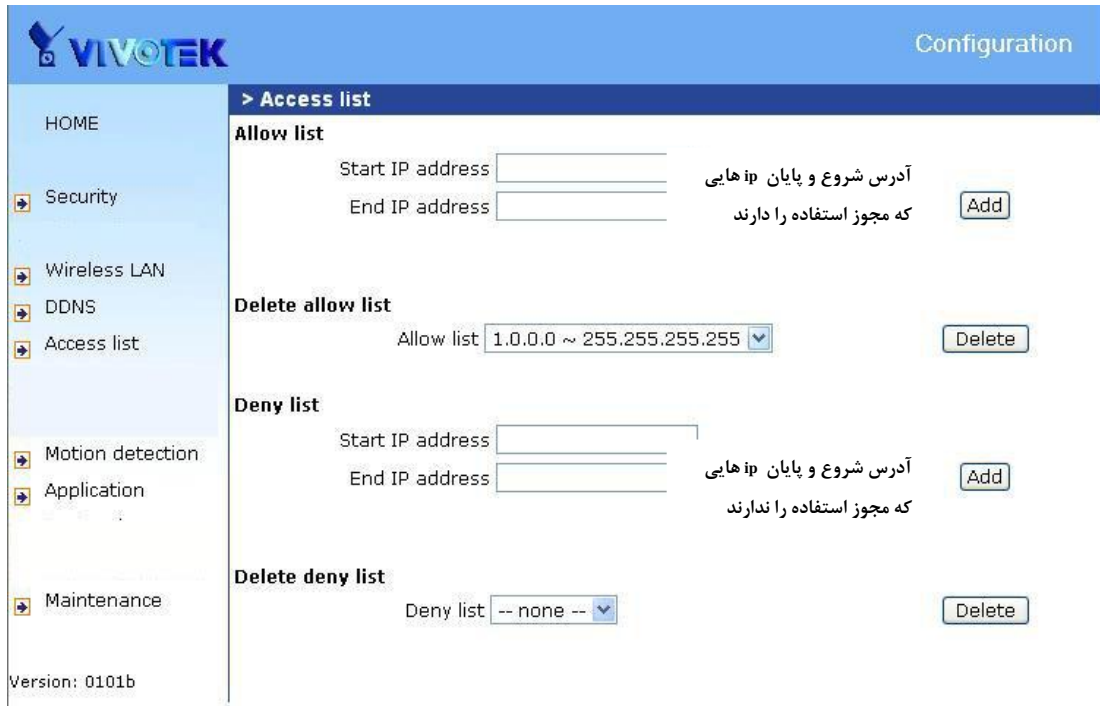 VIVOTEK
Configuration
HOME
Security
Wireless LAN
DDNS
Access list
Motion detection
Application
Maintenance
Version: 0101b
> Access list
Allow list
Start IP address
End IP address
آدرس شروع و پایان ip هایی
که مجوز استفاده را دارند
Add
Delete allow list
Allow list 1.0.0.0 ~ 255.255.255.255
Delete
Deny list
Start IP address
End IP address
آدرس شروع و پایان ip هایی
که مجوز استفاده را ندارند
Add
Delete deny list
Deny list -- none --
Delete